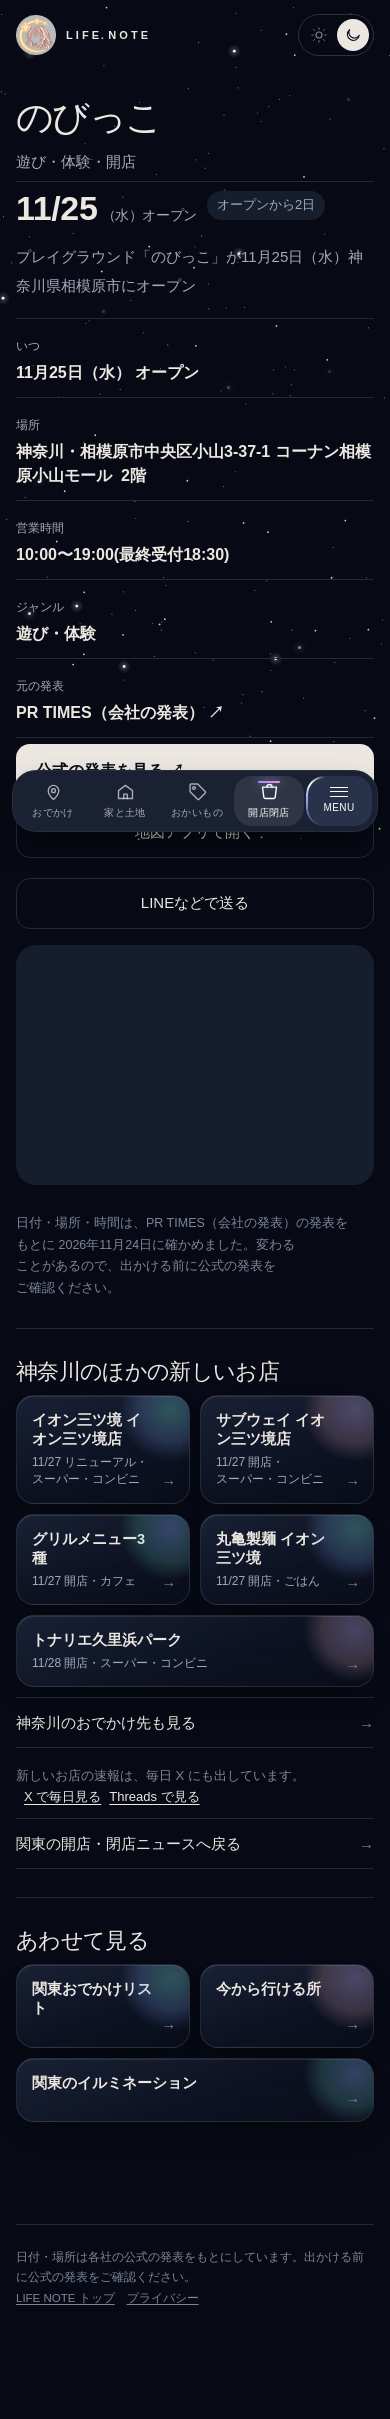 LIFE.NOTE
のびっこ
遊び・体験・開店
11/25 （水）オープン オープンから2日
プレイグラウンド「のびっこ」が11月25日（水）神
奈川県相模原市にオープン
いつ
11月25日（水） オープン
場所
神奈川・相模原市中央区小山3-37-1 コーナン相模
原小山モール 2階
営業時間
10:00〜19:00(最終受付18:30)
ジャンル
遊び・体験
元の発表
PR TIMES（会社の発表） ↗
公式の発表を見る ↗
おでかけ 家と土地 おかいもの 開店閉店 MENU
地図アプリで開く
LINEなどで送る
日付・場所・時間は、PR TIMES（会社の発表）の発表を
もとに 2026年11月24日に確かめました。変わる
ことがあるので、出かける前に公式の発表を
ご確認ください。
神奈川のほかの新しいお店
イオン三ツ境 イ
オン三ツ境店
11/27 リニューアル・
スーパー・コンビニ →
サブウェイ イオ
ン三ツ境店
11/27 開店・
スーパー・コンビニ →
グリルメニュー3
種
11/27 開店・カフェ →
丸亀製麺 イオン
三ツ境
11/27 開店・ごはん →
トナリエ久里浜パーク
11/28 開店・スーパー・コンビニ →
神奈川のおでかけ先も見る →
新しいお店の速報は、毎日 X にも出しています。
X で毎日見る Threads で見る
関東の開店・閉店ニュースへ戻る →
あわせて見る
関東おでかけリス
ト →
今から行ける所 →
関東のイルミネーション →
日付・場所は各社の公式の発表をもとにしています。出かける前
に公式の発表をご確認ください。
LIFE NOTE トップ プライバシー